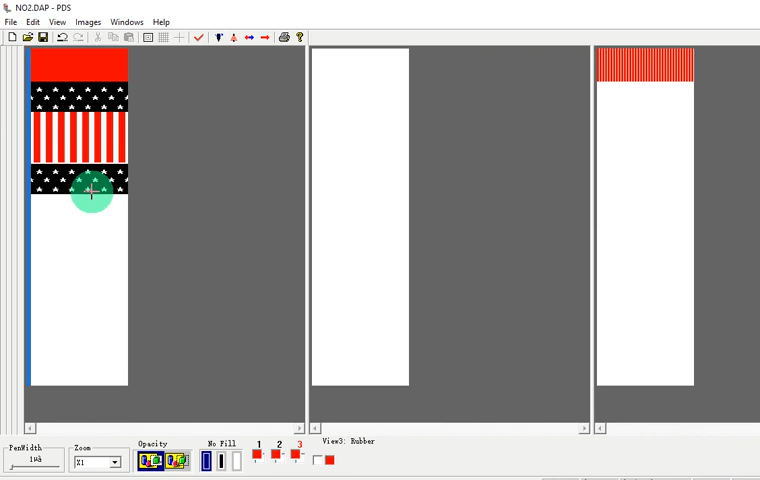 NO2.DAP - PDS
File Edit View Images Windows Help
PenWidth
Zoom
X1
Opacity
No Fill
1 2 3
View3: Rubber